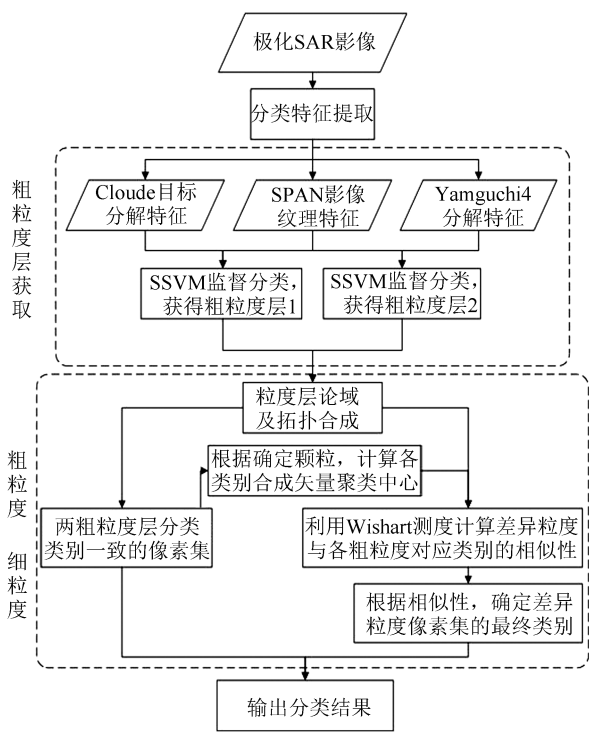 极化SAR影像
分类特征提取
粗粒度层获取
Cloude目标
分解特征
SPAN影像
纹理特征
Yamguchi4
分解特征
SSVM监督分类，
获得粗粒度层1
SSVM监督分类，
获得粗粒度层2
粒度层论域
及拓扑合成
粗粒度
细粒度
根据确定颗粒，计算各
类别合成矢量聚类中心
两粗粒度层分类
类别一致的像素集
利用Wishart测度计算差异粒度
与各粗粒度对应类别的相似性
根据相似性，确定差异
粒度像素集的最终类别
输出分类结果